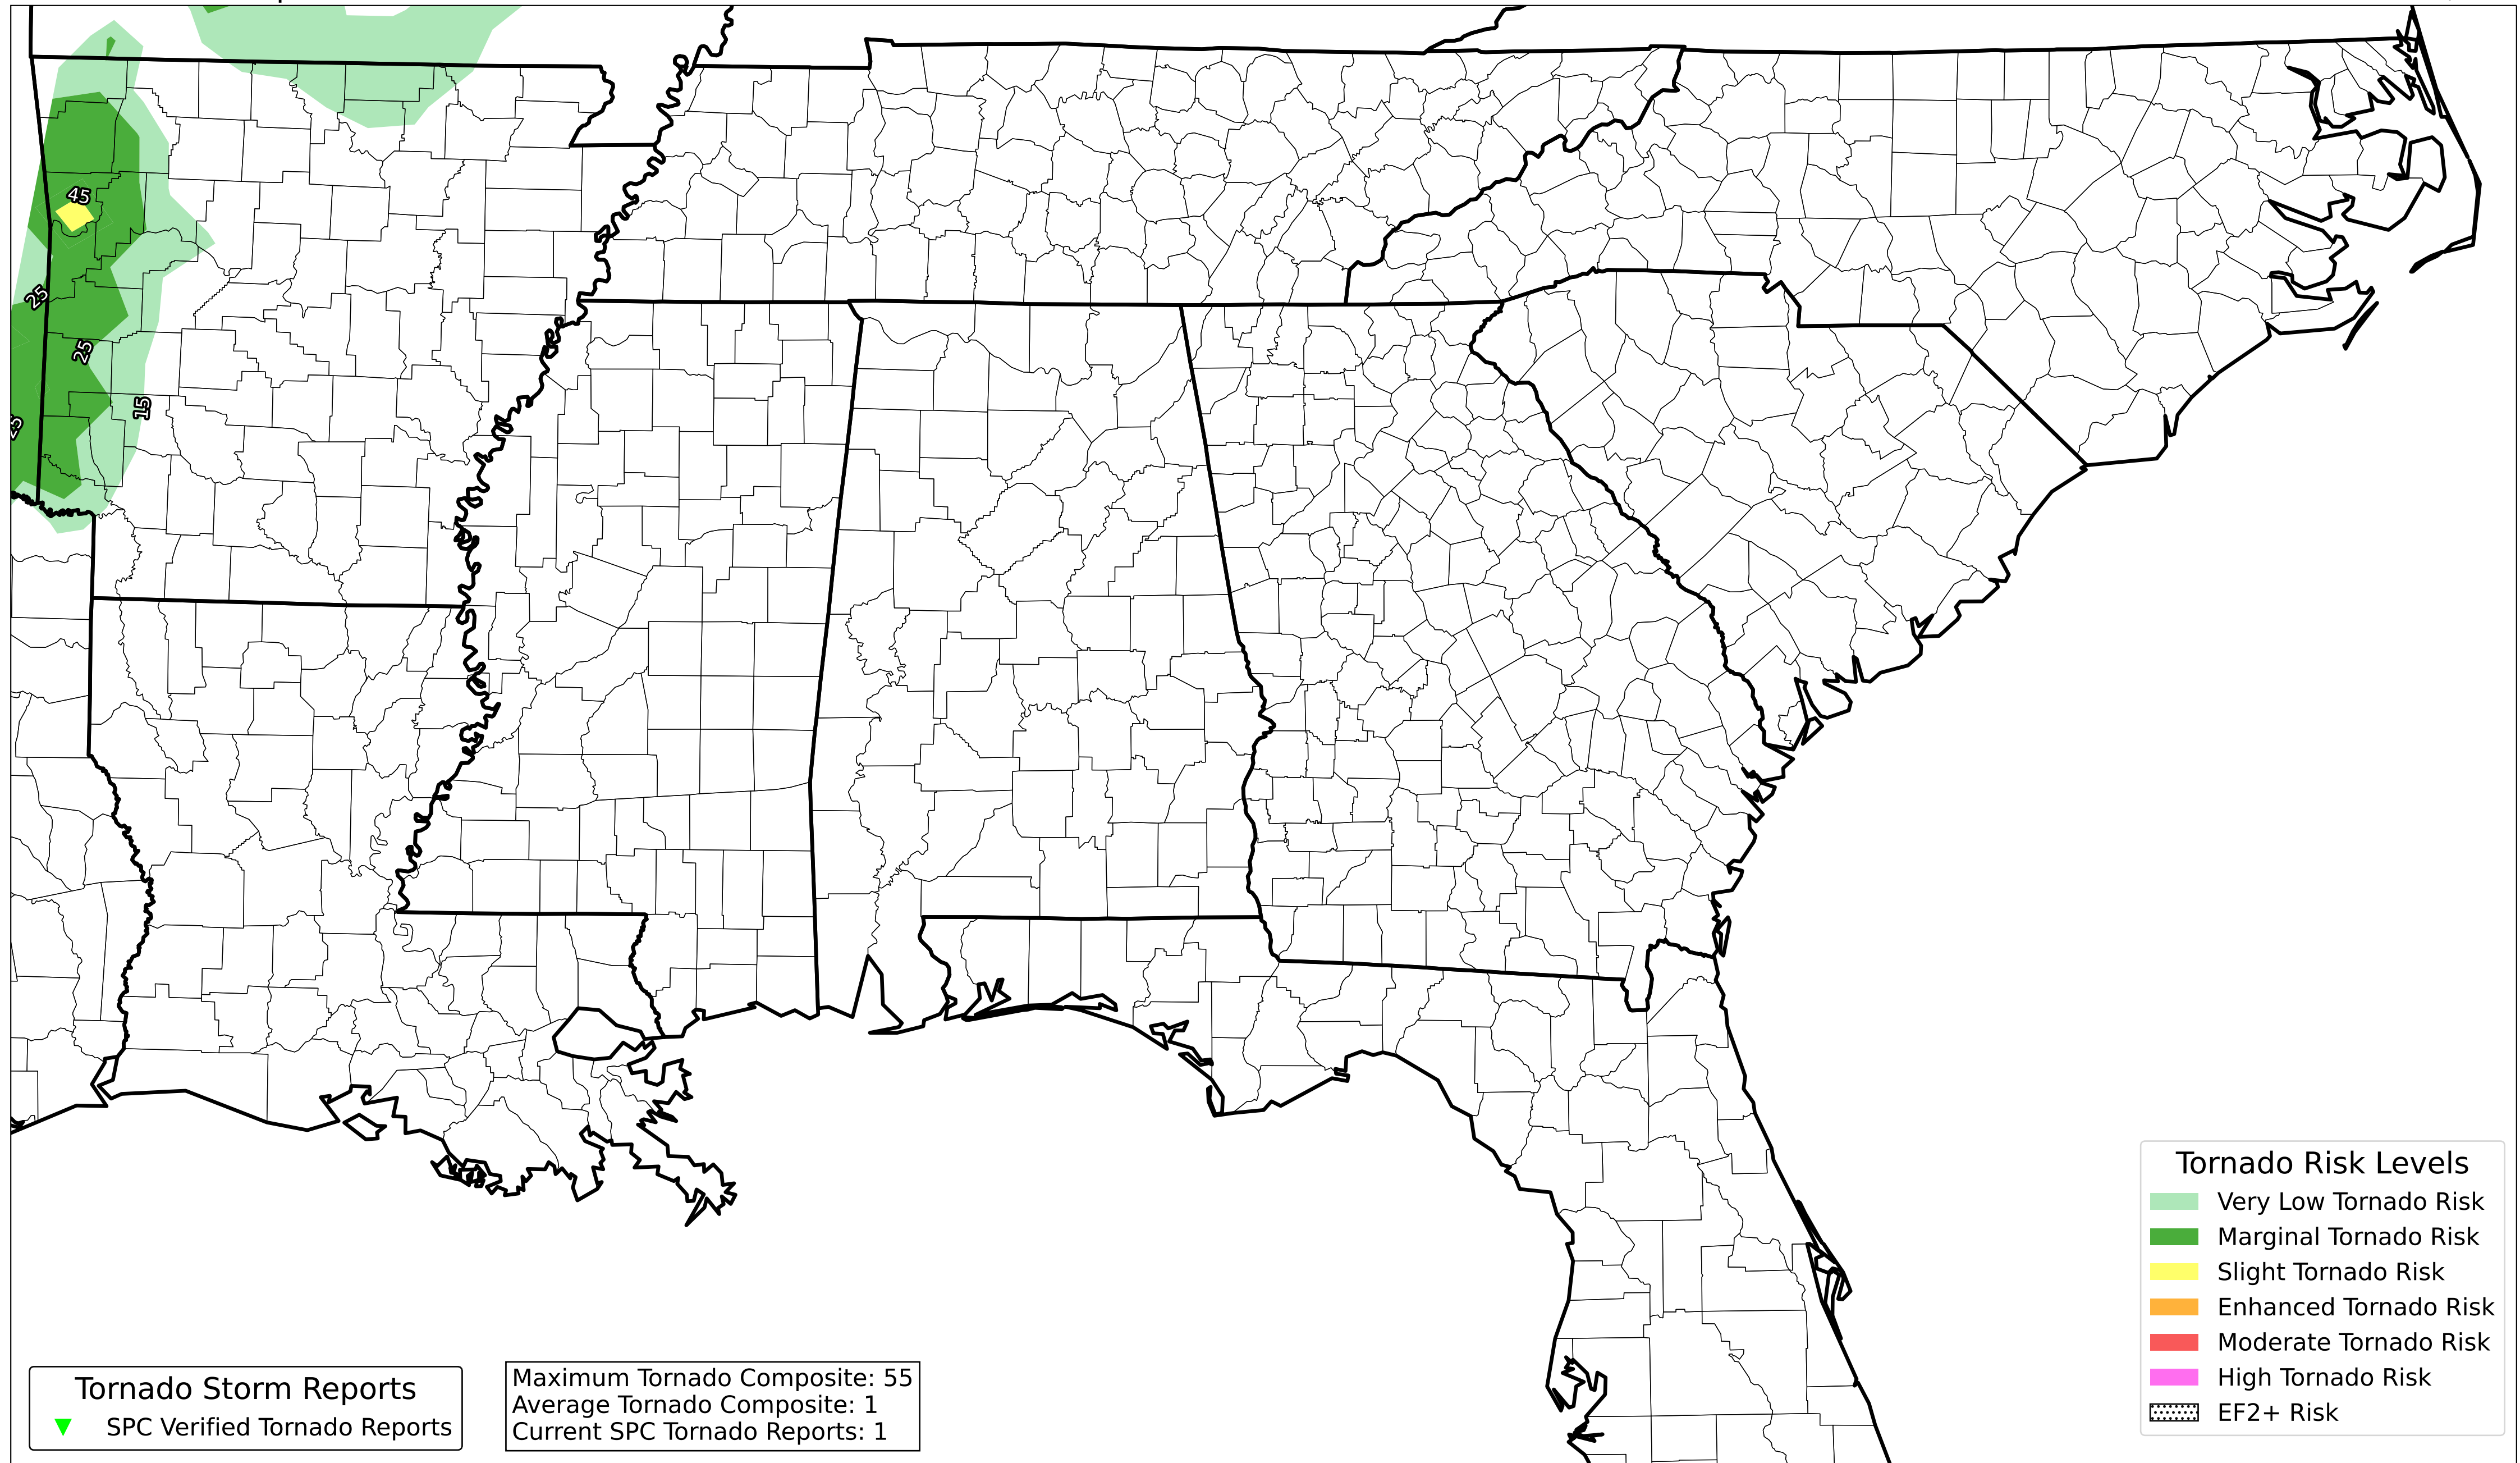 45
25
25
15
25
Tornado Risk Levels
Very Low Tornado Risk
Marginal Tornado Risk
Slight Tornado Risk
Enhanced Tornado Risk
Moderate Tornado Risk
High Tornado Risk
EF2+ Risk
Tornado Storm Reports
SPC Verified Tornado Reports
Maximum Tornado Composite: 55
Average Tornado Composite: 1
Current SPC Tornado Reports: 1